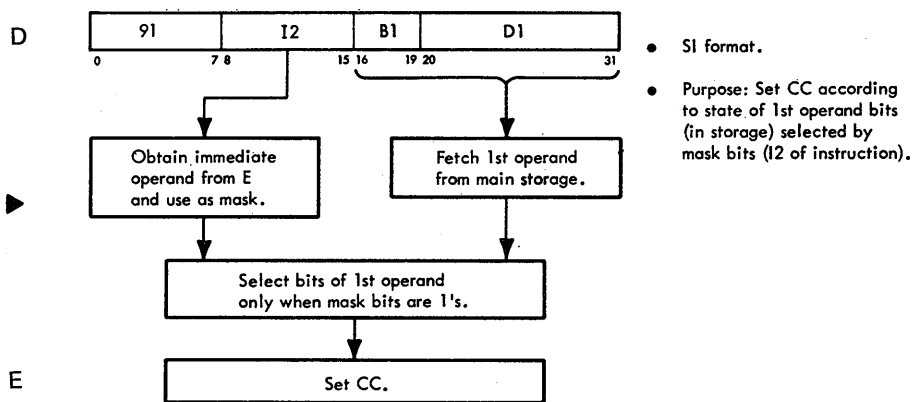 D
91 I2 B1 D1
0 7 8 15 16 19 20 31
• SI format.
• Purpose: Set CC according
to state of 1st operand bits
(in storage) selected by
mask bits (I2 of instruction).
Obtain immediate
operand from E
and use as mask.
Fetch 1st operand
from main storage.
Select bits of 1st operand
only when mask bits are 1's.
E
Set CC.